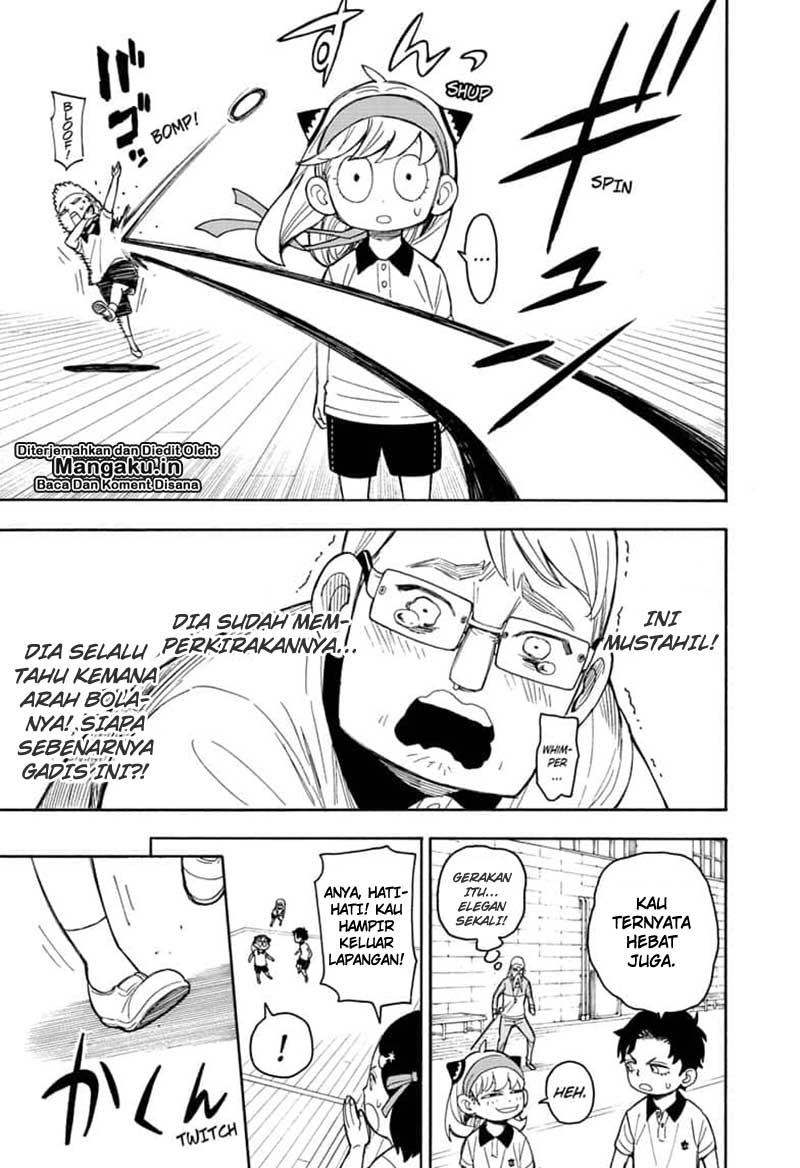 ギュン
SPIN
すんっ
SHUP
...
バゴ
BOMP!
BLOOF!
Diterjemahkan dan Diedit Oleh:
Mangaku.in
Baca Dan Koment Disana
INI
MUSTAHIL!
DIA SUDAH MEM-
PERKIRAKANNYA...
DIA SELALU
TAHU KEMANA
ARAH BOLA-
NYA! SIAPA
SEBENARNYA
GADIS INI?!
WHIM-
PER
...
KAU
TERNYATA
HEBAT
JUGA.
GERAKAN
ITU...
ELEGAN
SEKALI!
HEH.
ANYA, HATI-
HATI! KAU
HAMPIR
KELUAR
LAPANGAN!
!
かくん
TWITCH